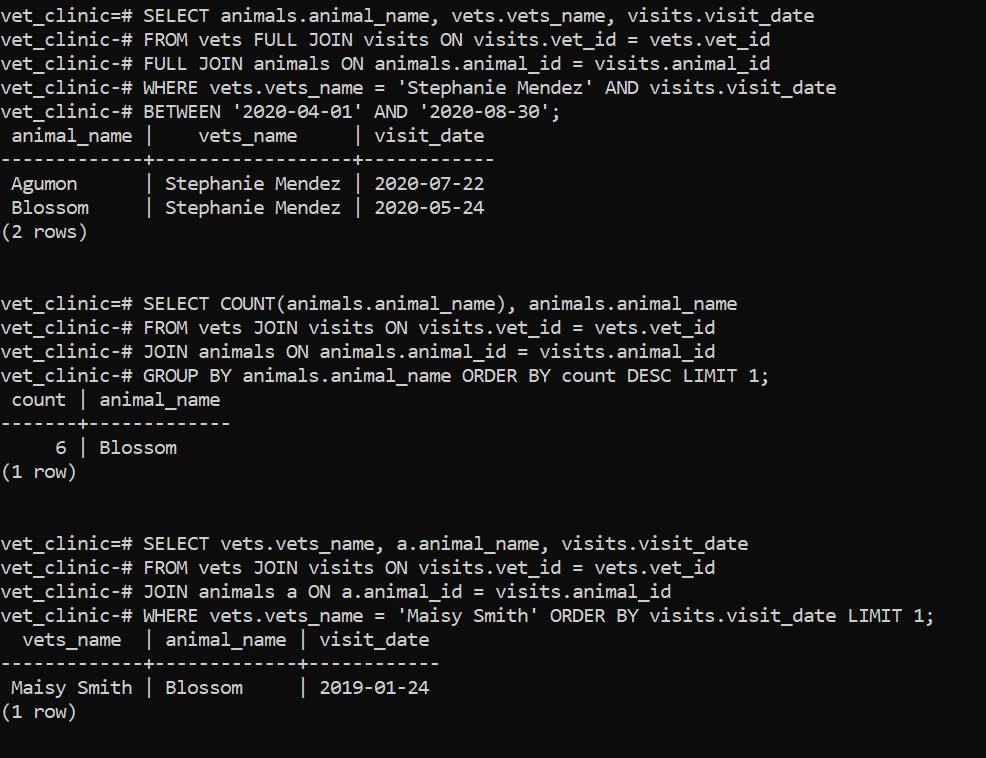 vet_clinic=# SELECT animals.animal_name, vets.vets_name, visits.visit_date
vet_clinic-# FROM vets FULL JOIN visits ON visits.vet_id = vets.vet_id
vet_clinic-# FULL JOIN animals ON animals.animal_id = visits.animal_id
vet_clinic-# WHERE vets.vets_name = 'Stephanie Mendez' AND visits.visit_date
vet_clinic-# BETWEEN '2020-04-01' AND '2020-08-30';
 animal_name |    vets_name     | visit_date
-------------+------------------+------------
 Agumon      | Stephanie Mendez | 2020-07-22
 Blossom     | Stephanie Mendez | 2020-05-24
(2 rows)
vet_clinic=# SELECT COUNT(animals.animal_name), animals.animal_name
vet_clinic-# FROM vets JOIN visits ON visits.vet_id = vets.vet_id
vet_clinic-# JOIN animals ON animals.animal_id = visits.animal_id
vet_clinic-# GROUP BY animals.animal_name ORDER BY count DESC LIMIT 1;
 count | animal_name
-------+-------------
     6 | Blossom
(1 row)
vet_clinic=# SELECT vets.vets_name, a.animal_name, visits.visit_date
vet_clinic-# FROM vets JOIN visits ON visits.vet_id = vets.vet_id
vet_clinic-# JOIN animals a ON a.animal_id = visits.animal_id
vet_clinic-# WHERE vets.vets_name = 'Maisy Smith' ORDER BY visits.visit_date LIMIT 1;
  vets_name  | animal_name | visit_date
-------------+-------------+------------
 Maisy Smith | Blossom     | 2019-01-24
(1 row)